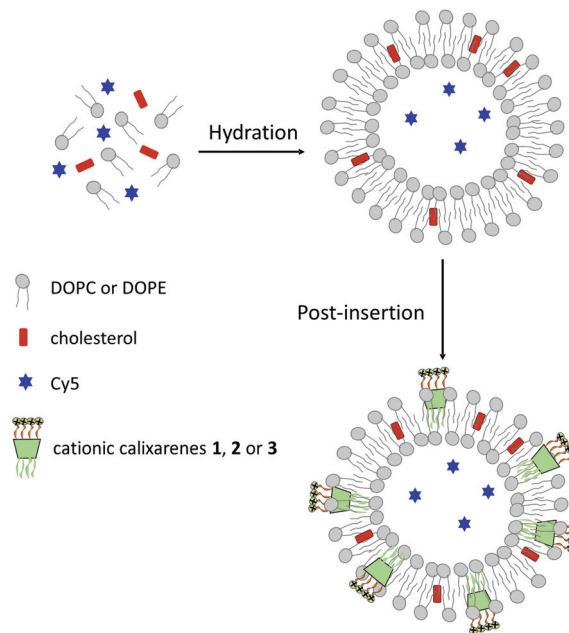 Hydration
DOPC or DOPE
Post-insertion
cholesterol
Cy5
cationic calixarenes 1, 2 or 3